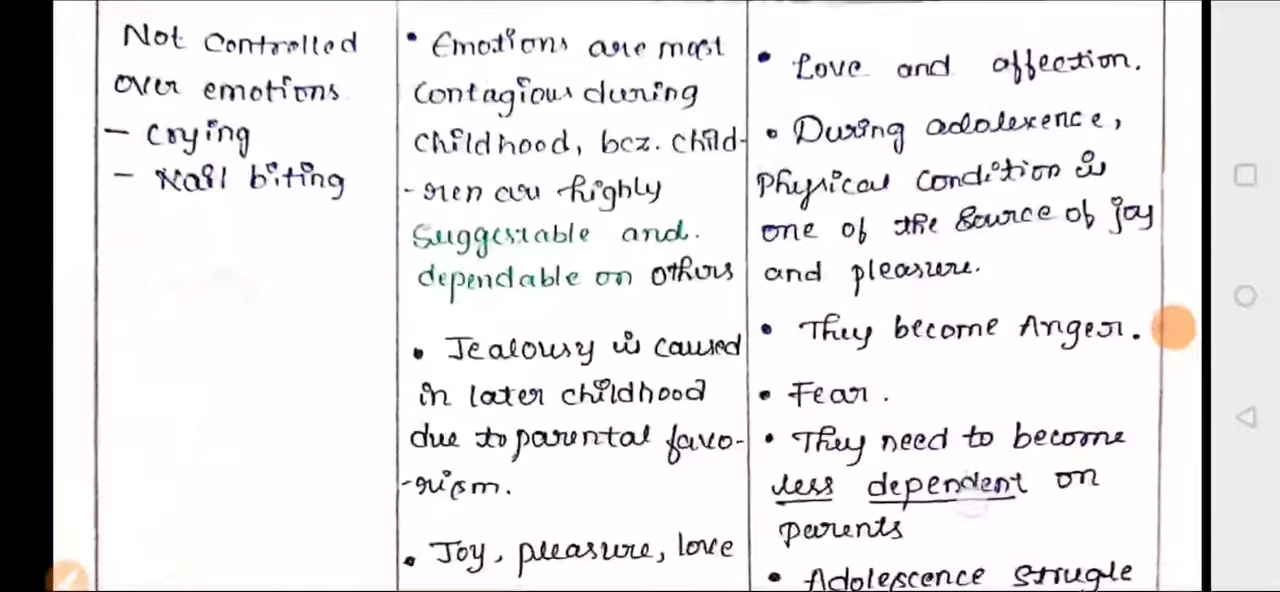 Not controlled
over emotions
- Crying
- Nail biting
• Emotions are most
contagious during
childhood, bcz. child-
-ren are highly
suggestable and.
dependable on others
• Jealousy is caused
in later childhood
due to parental favo-
-rism.
• Joy, pleasure, love
• Love and affection.
• During adolexence,
physical condition is
one of the source of joy
and pleasure.
• They become Anger.
• Fear.
• They need to become
less dependent on
parents
• Adolescence strugle